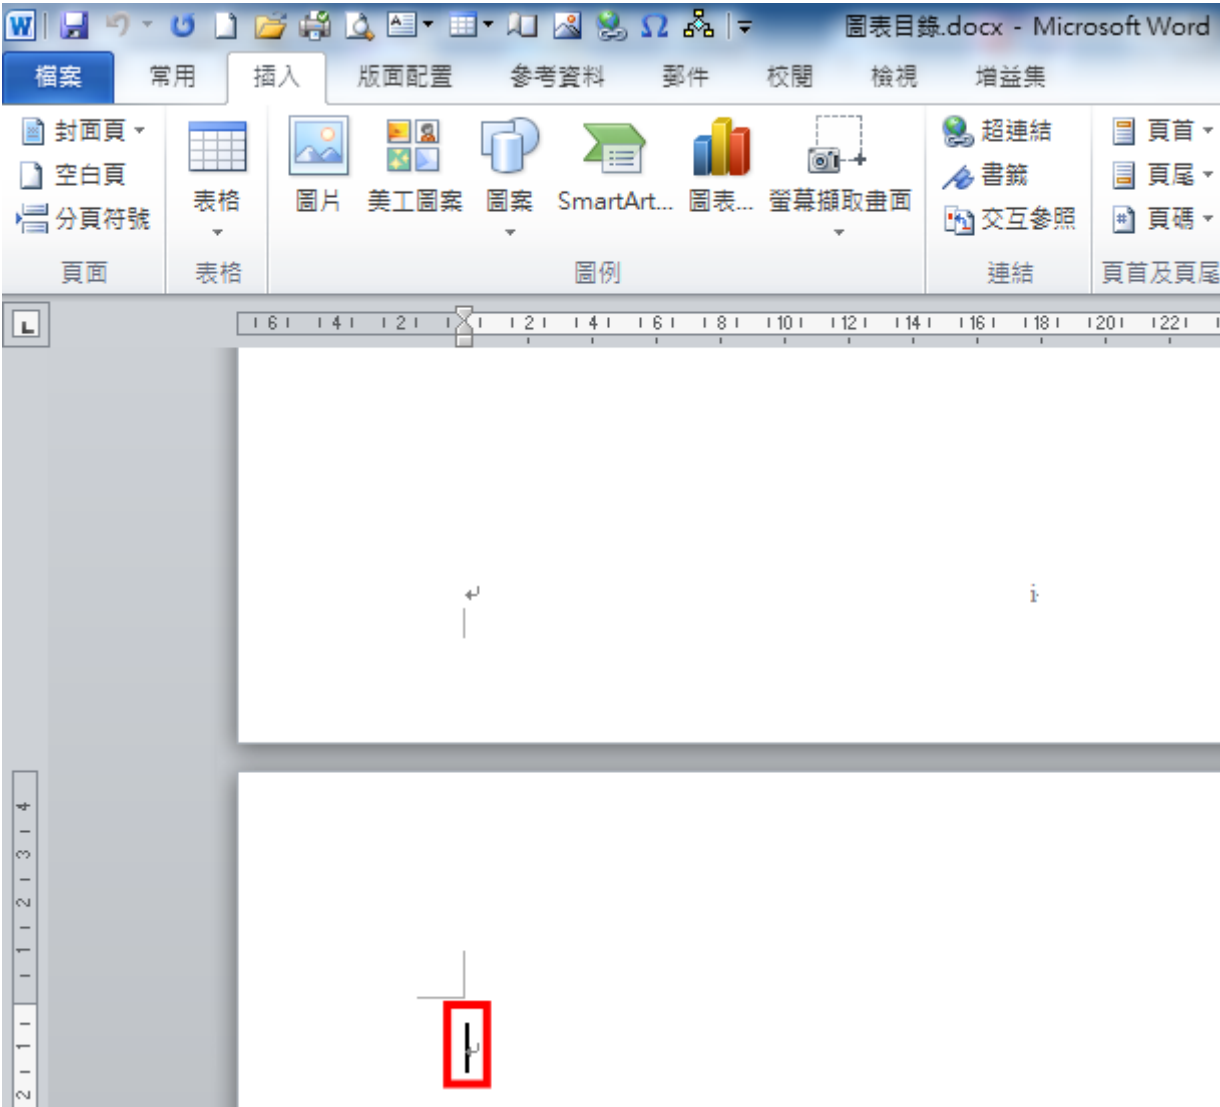 圖表目錄.docx - Microsoft Word
檔案 常用 插入 版面配置 參考資料 郵件 校閱 檢視 增益集
封面頁
空白頁
分頁符號
表格
圖片 美工圖案 圖案 SmartArt... 圖表... 螢幕擷取畫面
超連結
書籤
交互參照
頁首
頁尾
頁碼
頁面 表格 圖例 連結 頁首及頁尾
6 4 2 2 4 6 8 10 12 14 16 18 20 22
i
4
3
2
1
1
2